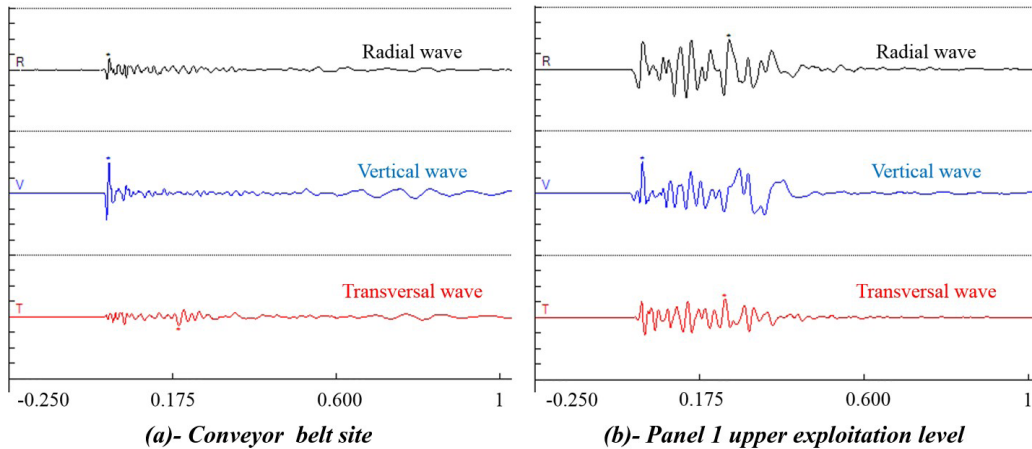 R
Radial wave
V
Vertical wave
T
Transversal wave
-0.250 0.175 0.600 1
(a)- Conveyor belt site
R
Radial wave
V
Vertical wave
T
Transversal wave
-0.250 0.175 0.600 1
(b)- Panel 1 upper exploitation level